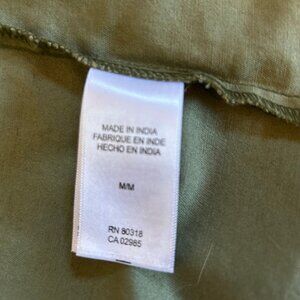 MADE IN INDIA
FABRIQUE EN INDE
HECHO EN INDIA
M/M
RN 80318
CA 02985